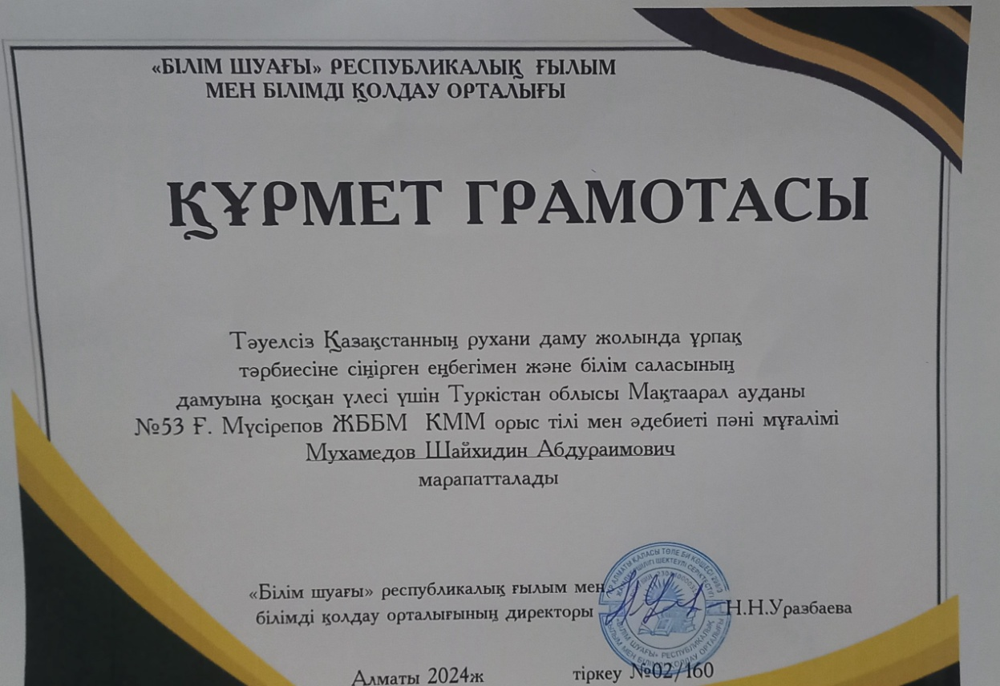 «БІЛІМ ШУАҒЫ» РЕСПУБЛИКАЛЫҚ ҒЫЛЫМ
МЕН БІЛІМДІ ҚОЛДАУ ОРТАЛЫҒЫ
ҚҰРМЕТ ГРАМОТАСЫ
Тәуелсіз Қазақстанның рухани даму жолында ұрпақ
тәрбиесіне сіңірген еңбегімен және білім саласының
дамуына қосқан үлесі үшін Туркістан облысы Мақтаарал ауданы
№53 Ғ. Мүсірепов ЖББМ КММ орыс тілі мен әдебиеті пәні мұғалімі
Мухамедов Шайхидин Абдураимович
марапатталады
«Білім шуағы» республикалық ғылым мен
білімді қолдау орталығының директоры
Н.Н.Уразбаева
Алматы 2024ж
тіркеу №02/160